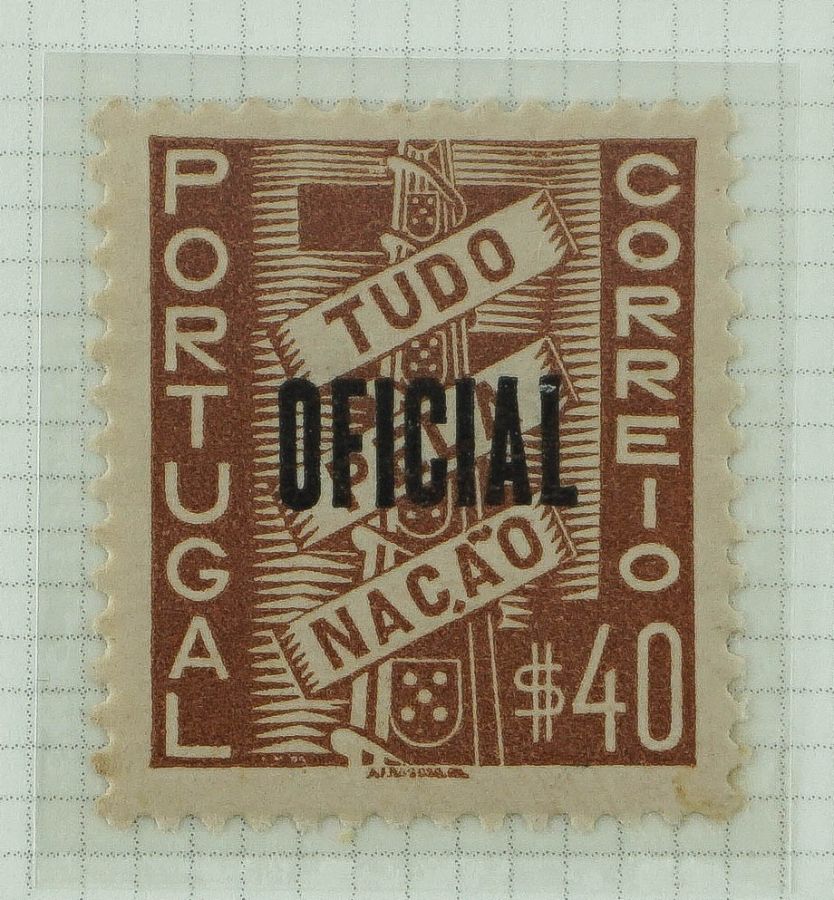 PORTUGAL
CORREIO
TUDO
OFICIAL
NAÇÃO
$40